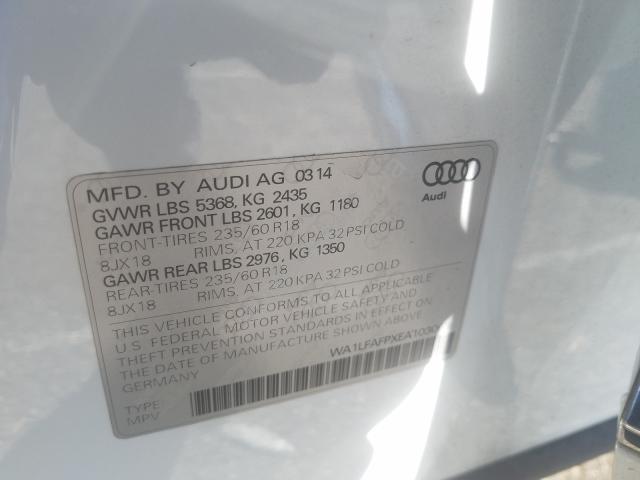 MFD. BY AUDI AG 0314
GVWR LBS 5368, KG 2435
GAWR FRONT LBS 2601, KG 1180
FRONT-TIRES 235/60 R18
8JX18 RIMS, AT 220 KPA 32 PSI COLD
GAWR REAR LBS 2976, KG 1350
REAR-TIRES 235/60 R18
8JX18 RIMS, AT 220 KPA 32 PSI COLD
THIS VEHICLE CONFORMS TO ALL APPLICABLE
U.S. FEDERAL MOTOR VEHICLE SAFETY AND
THEFT PREVENTION STANDARDS IN EFFECT ON
THE DATE OF MANUFACTURE SHOWN ABOVE
GERMANY
TYPE:
MPV
Audi